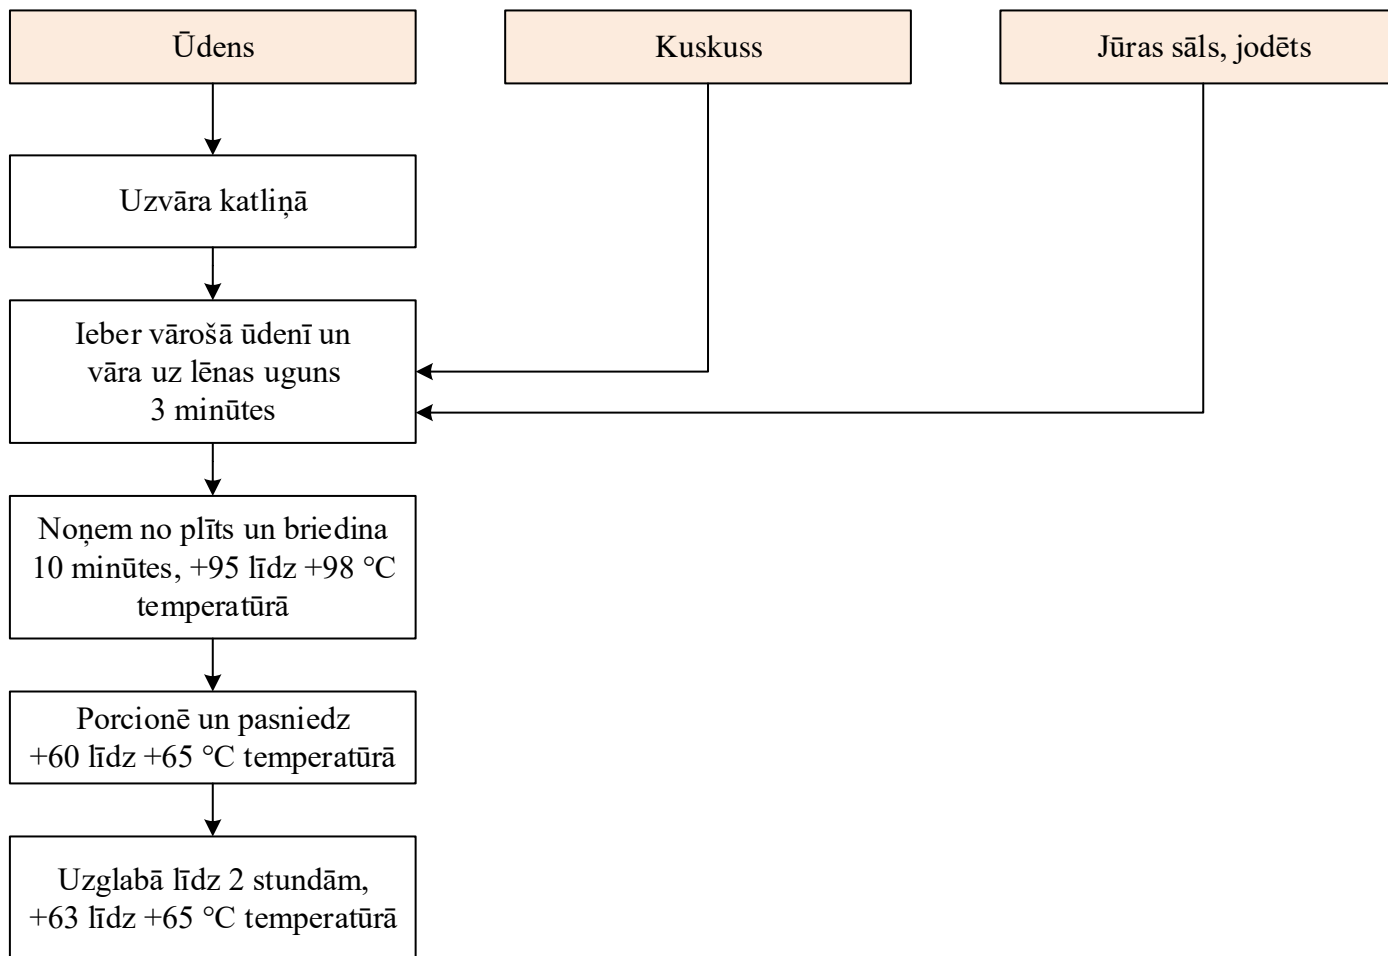 Ūdens
Kuskuss
Jūras sāls, jodēts
Uzvāra katliņā
Ieber vārošā ūdenī un
vāra uz lēnas uguns
3 minūtes
Noņem no plīts un briedina
10 minūtes, +95 līdz +98 °C
temperatūrā
Porcionē un pasniedz
+60 līdz +65 °C temperatūrā
Uzglabā līdz 2 stundām,
+63 līdz +65 °C temperatūrā